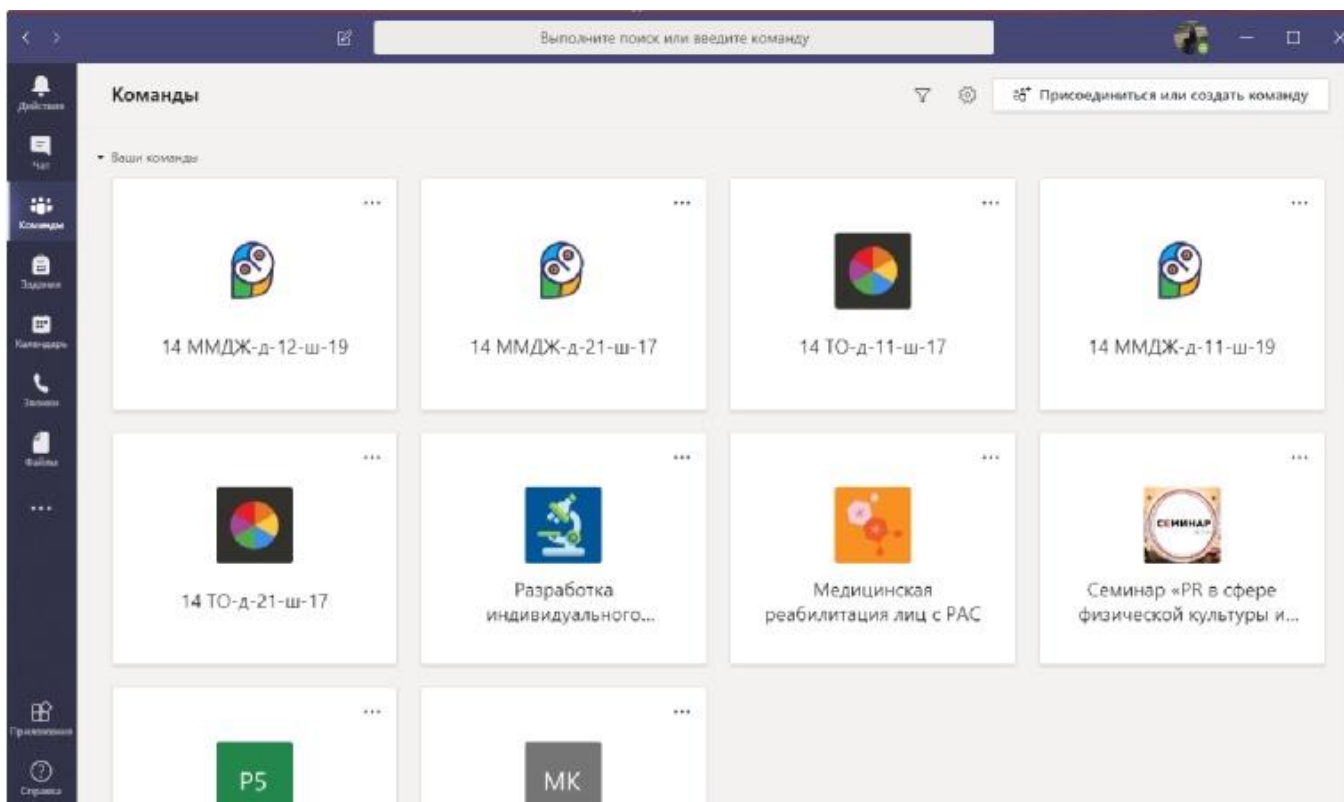 Выполните поиск или введите команду
Действия
Чат
Команды
Задания
Календарь
Звонки
Файлы
Приложения
Справка
Команды
Присоединиться или создать команду
Ваши команды
14 ММДЖ-д-12-ш-19
14 ММДЖ-д-21-ш-17
14 ТО-д-11-ш-17
14 ММДЖ-д-11-ш-19
14 ТО-д-21-ш-17
Разработка
индивидуального...
Медицинская
реабилитация лиц с РАС
СЕМИНАР
Семинар «PR в сфере
физической культуры и...
Р5
МК